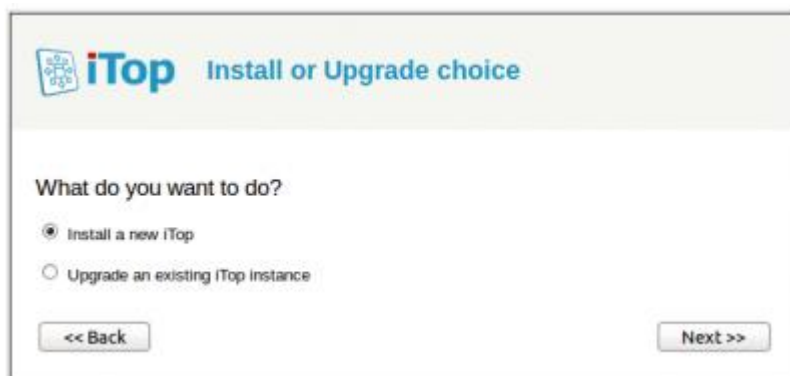 iTop Install or Upgrade choice
What do you want to do?
Install a new iTop
Upgrade an existing iTop instance
<< Back Next >>